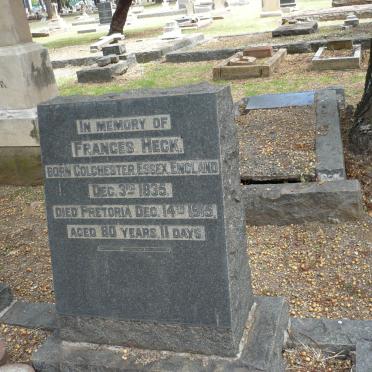 IN MEMORY OF
FRANCES HECK.
BORN COLCHESTER ESSEX ENGLAND
DEC. 3RD 1835.
DIED PRETORIA DEC. 14TH 1915.
AGED 80 YEARS 11 DAYS